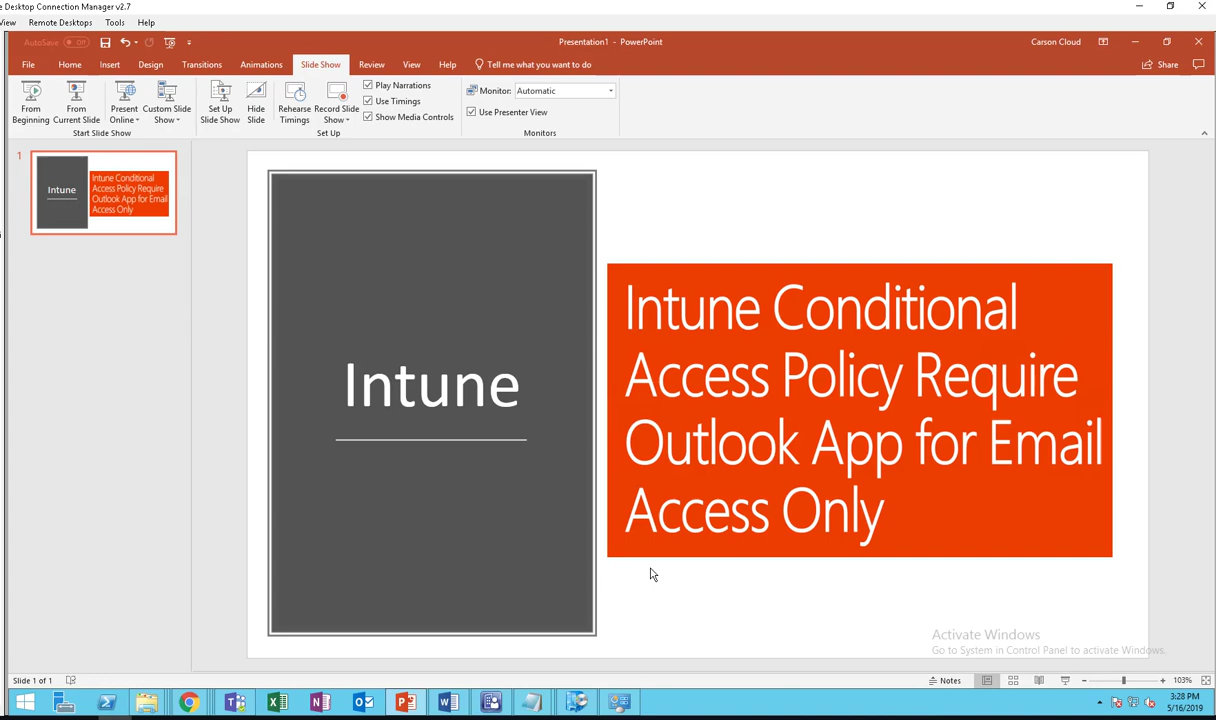 e Desktop Connection Manager v2.7
View Remote Desktops Tools Help
AutoSave Off Presentation1 - PowerPoint Carson Cloud
File Home Insert Design Transitions Animations Slide Show Review View Help Tell me what you want to do Share
From Beginning
From Current Slide
Present Online
Custom Slide Show
Start Slide Show
Set Up Slide Show
Hide Slide
Rehearse Timings
Record Slide Show
Play Narrations
Use Timings
Show Media Controls
Set Up
Monitor: Automatic
Use Presenter View
Monitors
1
Intune
Intune Conditional
Access Policy Require
Outlook App for Email
Access Only
Intune
Intune Conditional
Access Policy Require
Outlook App for Email
Access Only
Activate Windows
Go to System in Control Panel to activate Windows.
Slide 1 of 1 Notes 103%
3:28 PM
5/16/2019